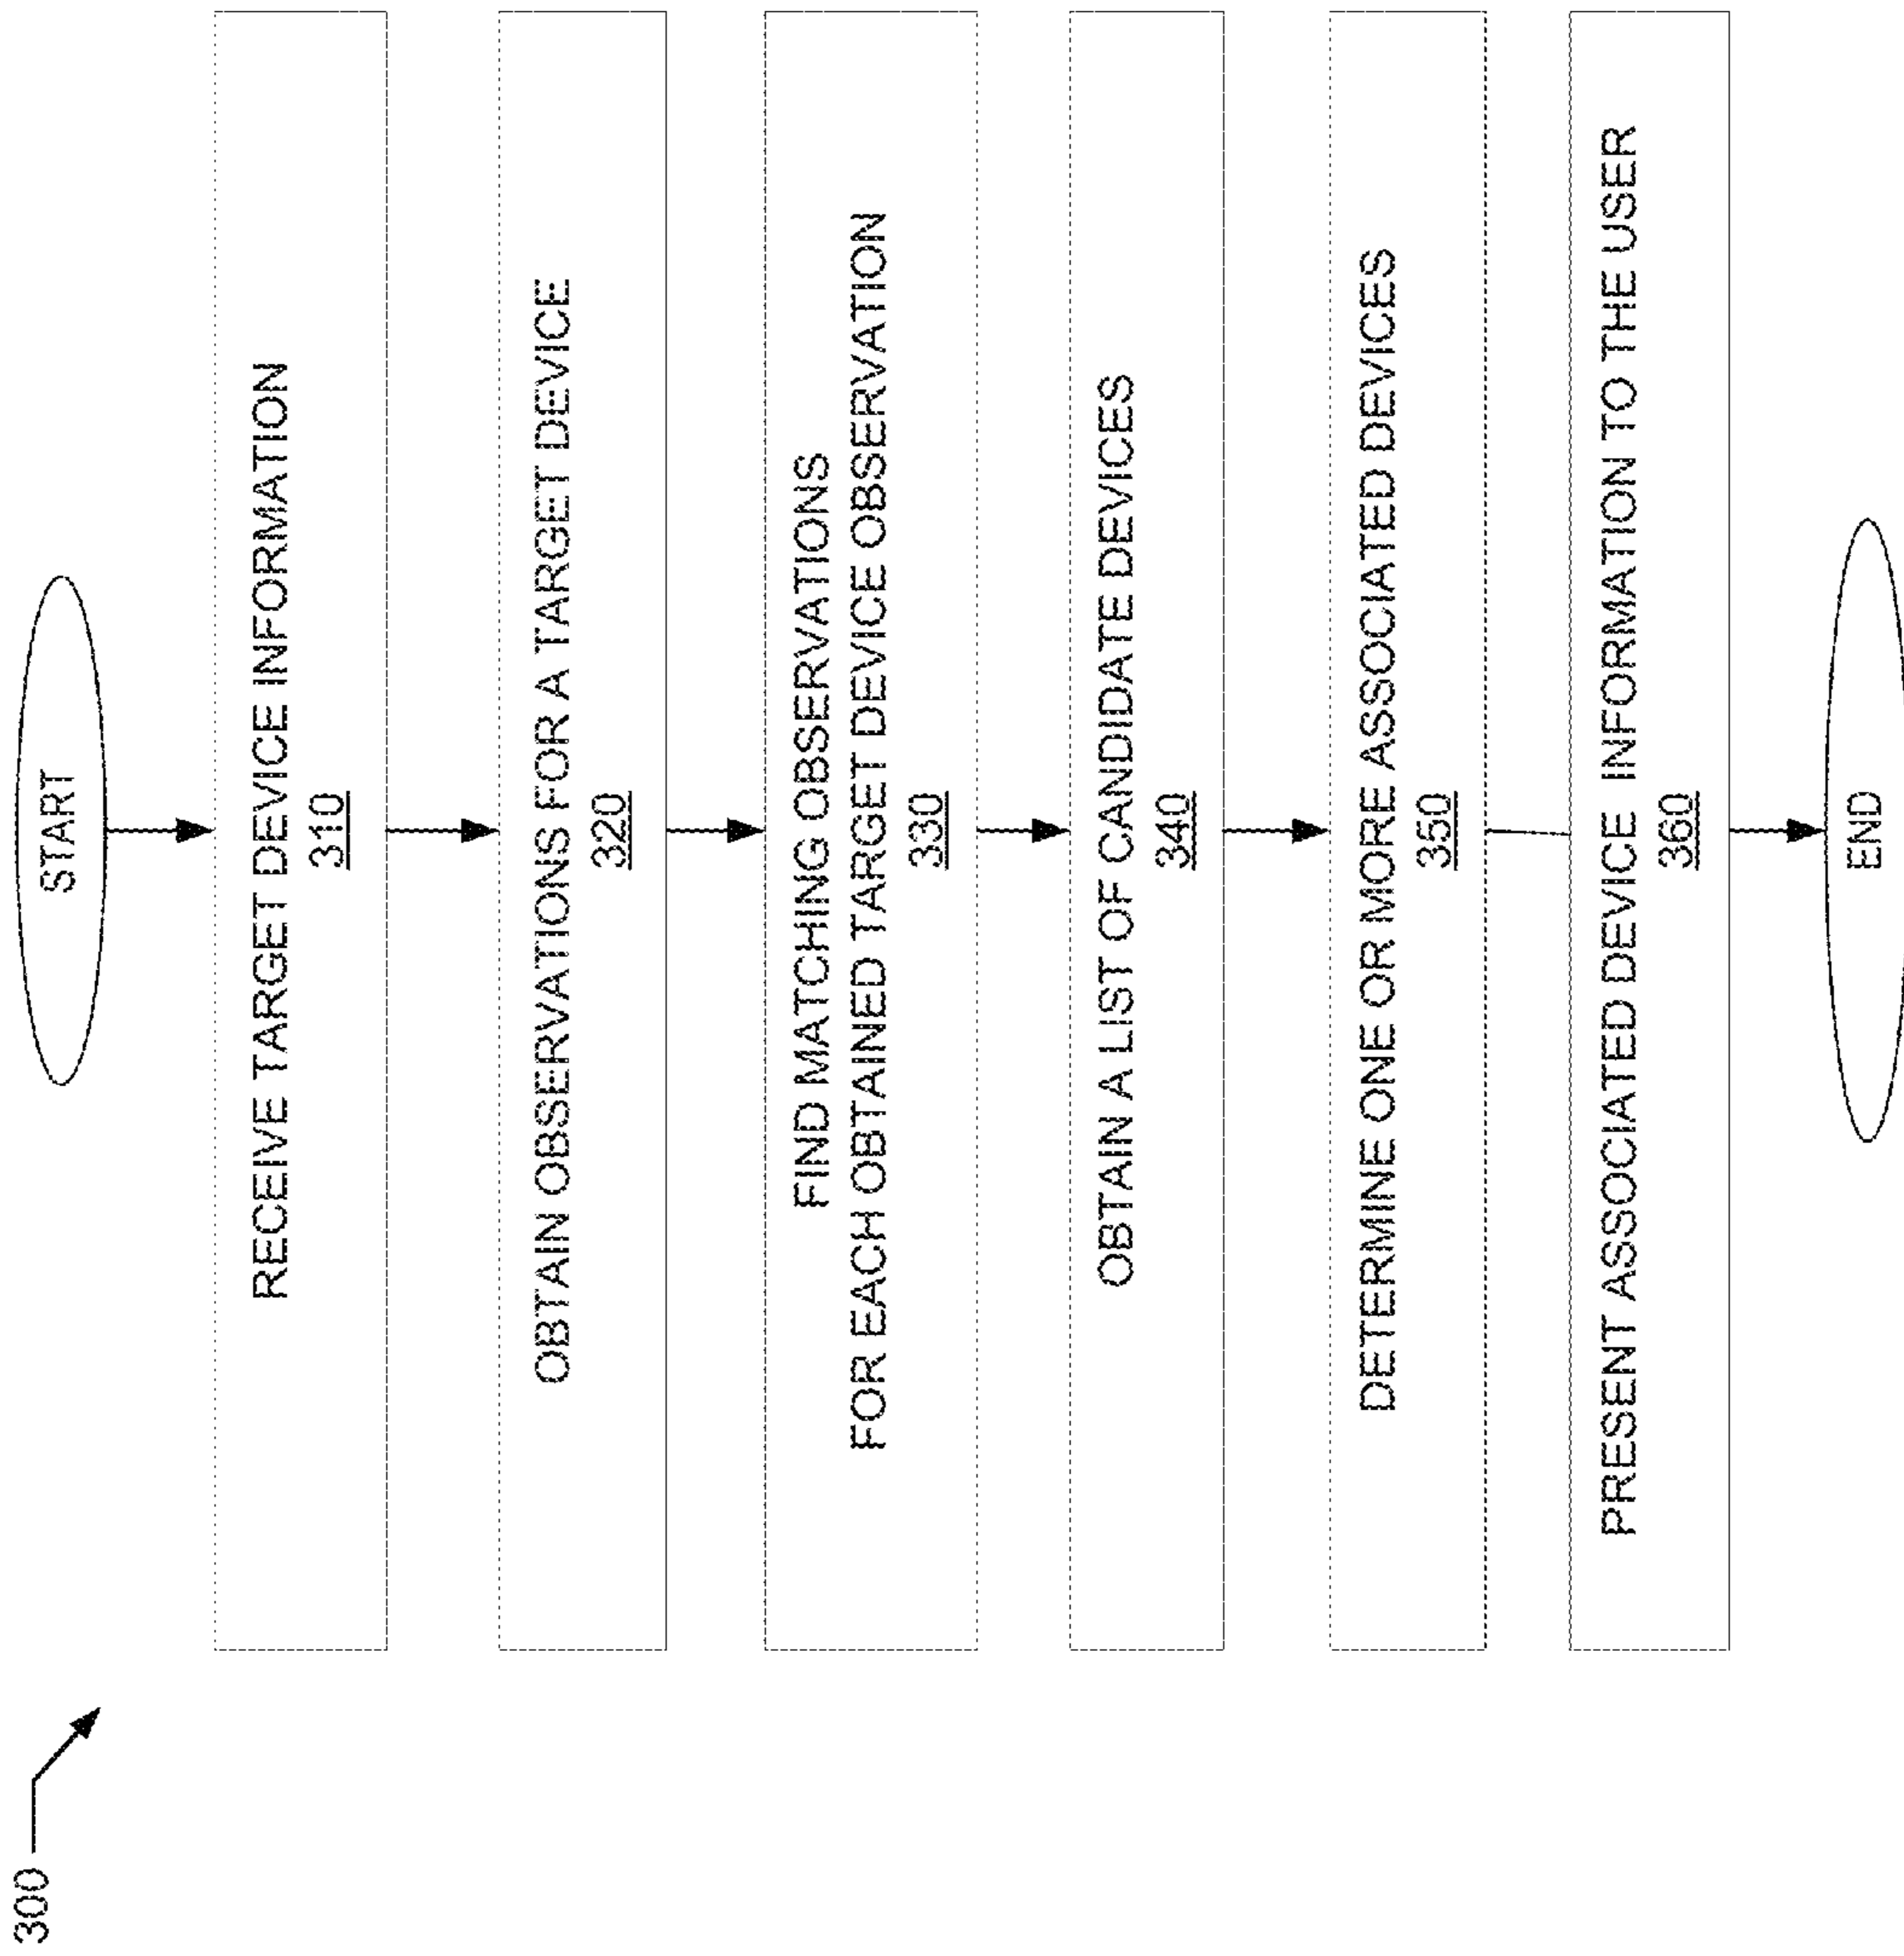 300
START
RECEIVE TARGET DEVICE INFORMATION
310
OBTAIN OBSERVATIONS FOR A TARGET DEVICE
320
FIND MATCHING OBSERVATIONS
FOR EACH OBTAINED TARGET DEVICE OBSERVATION
330
OBTAIN A LIST OF CANDIDATE DEVICES
340
DETERMINE ONE OR MORE ASSOCIATED DEVICES
350
PRESENT ASSOCIATED DEVICE INFORMATION TO THE USER
360
END